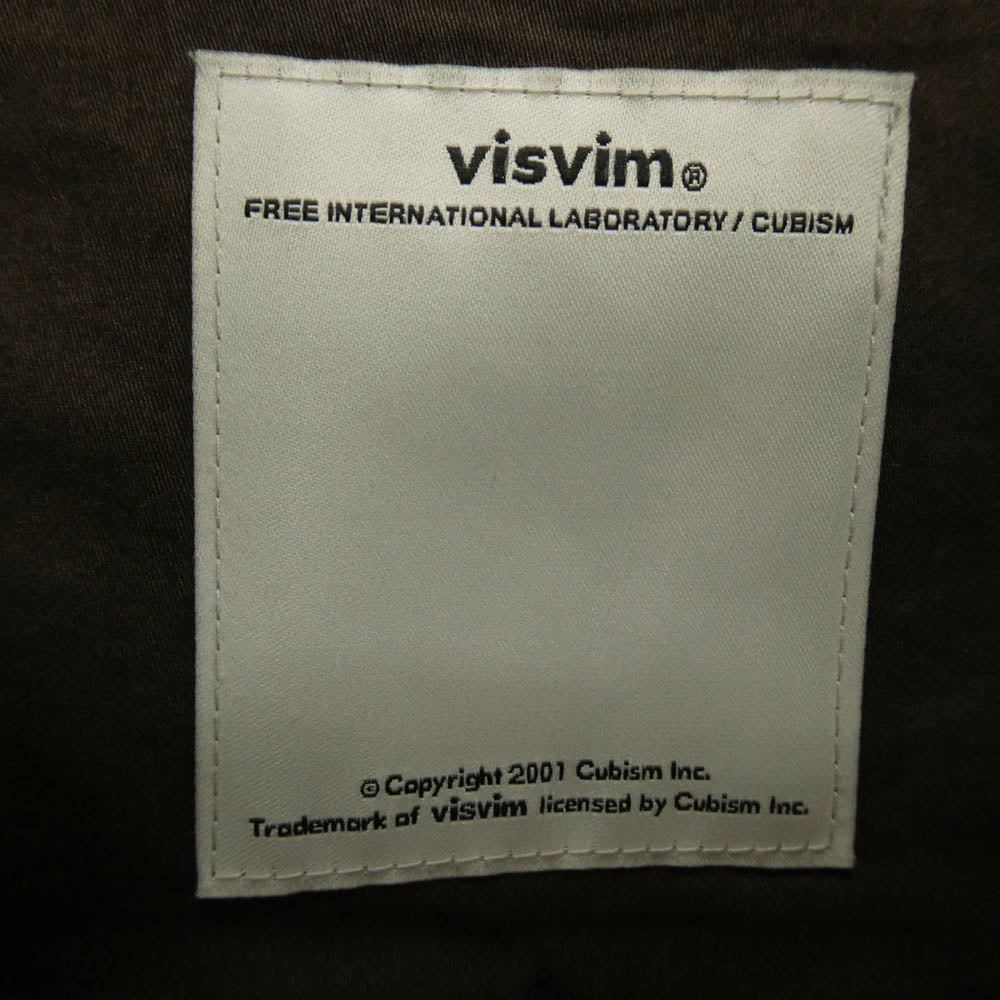 visvim®
FREE INTERNATIONAL LABORATORY / CUBISM
© Copyright 2001 Cubism Inc.
Trademark of visvim licensed by Cubism Inc.